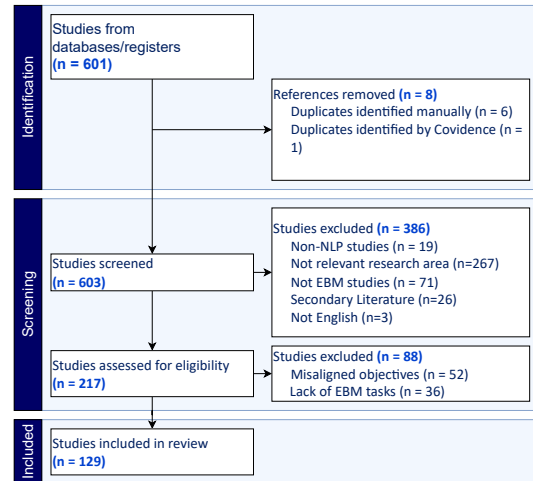 Identification
Studies from
databases/registers
(n = 601)
References removed (n = 8)
Duplicates identified manually (n = 6)
Duplicates identified by Covidence (n =
1)
Screening
Studies screened
(n = 603)
Studies excluded (n = 386)
Non-NLP studies (n = 19)
Not relevant research area (n=267)
Not EBM studies (n = 71)
Secondary Literature (n=26)
Not English (n=3)
Studies assessed for eligibility
(n = 217)
Studies excluded (n = 88)
Misaligned objectives (n = 52)
Lack of EBM tasks (n = 36)
Included
Studies included in review
(n = 129)